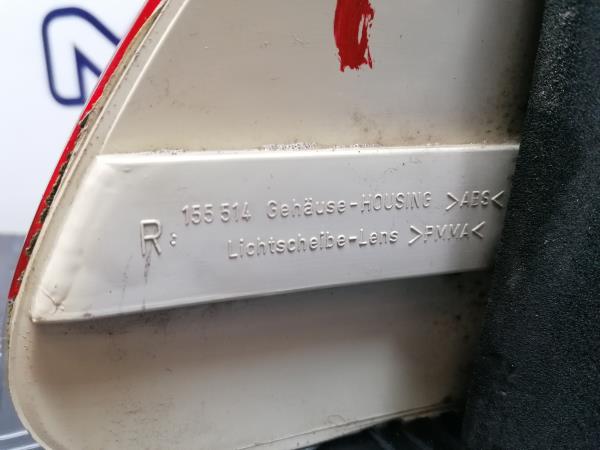 R: 155 514 Gehäuse-HOUSING >ABS<
Lichtscheibe-Lens >PMMA<